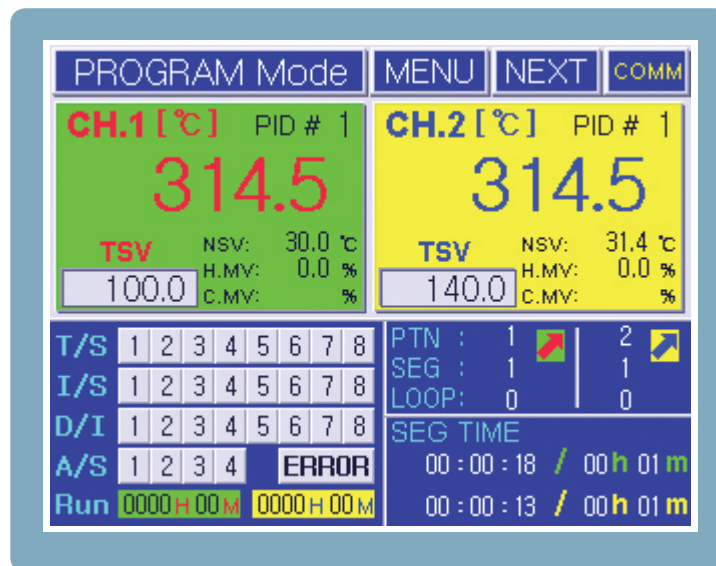 PROGRAM Mode MENU NEXT COMM
CH.1 [℃] PID # 1
314.5
TSV NSV: 30.0 ℃
100.0 H.MV: 0.0 %
C.MV: %
CH.2 [℃] PID # 1
314.5
TSV NSV: 31.4 ℃
140.0 H.MV: 0.0 %
C.MV: %
T/S 1 2 3 4 5 6 7 8
I/S 1 2 3 4 5 6 7 8
D/I 1 2 3 4 5 6 7 8
A/S 1 2 3 4 ERROR
Run 0000 H 00 M 0000 H 00 M
PTN : 1 2
SEG : 1 1
LOOP: 0 0
SEG TIME
00 : 00 : 18 / 00 h 01 m
00 : 00 : 13 / 00 h 01 m